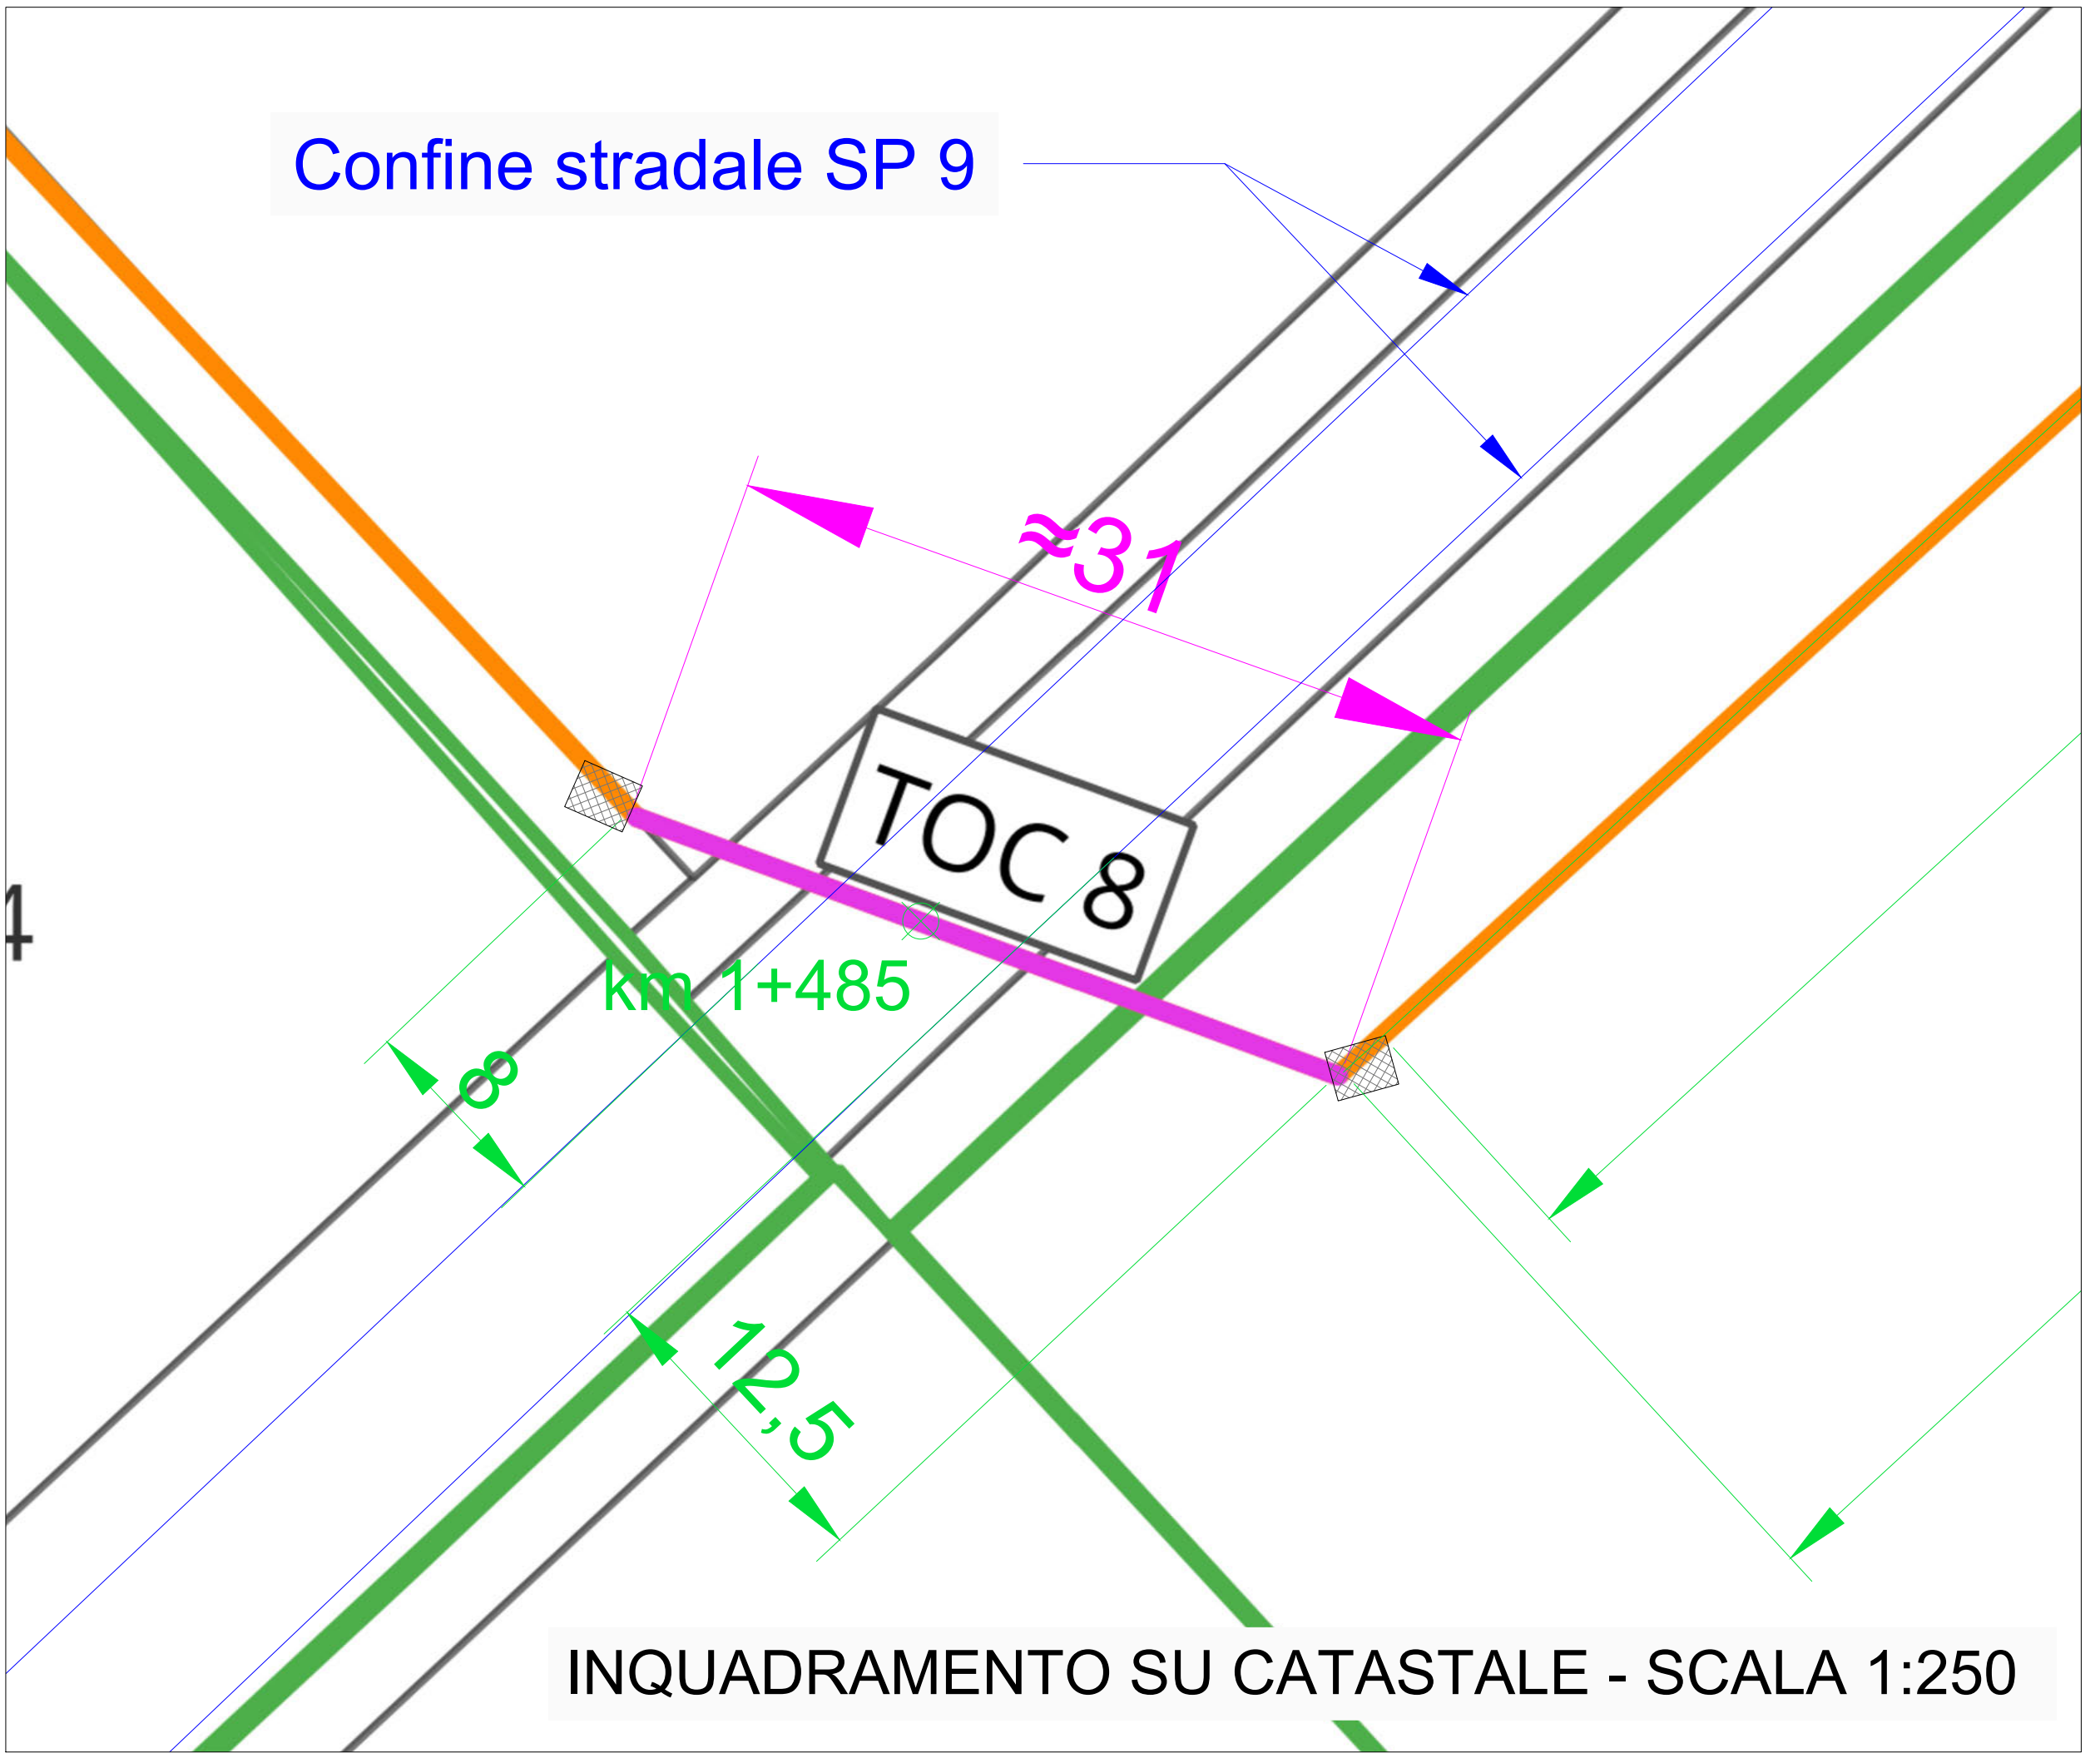 Confine stradale SP 9
≈31
TOC 8
4
km 1+485
8
12,5
INQUADRAMENTO SU CATASTALE - SCALA 1:250